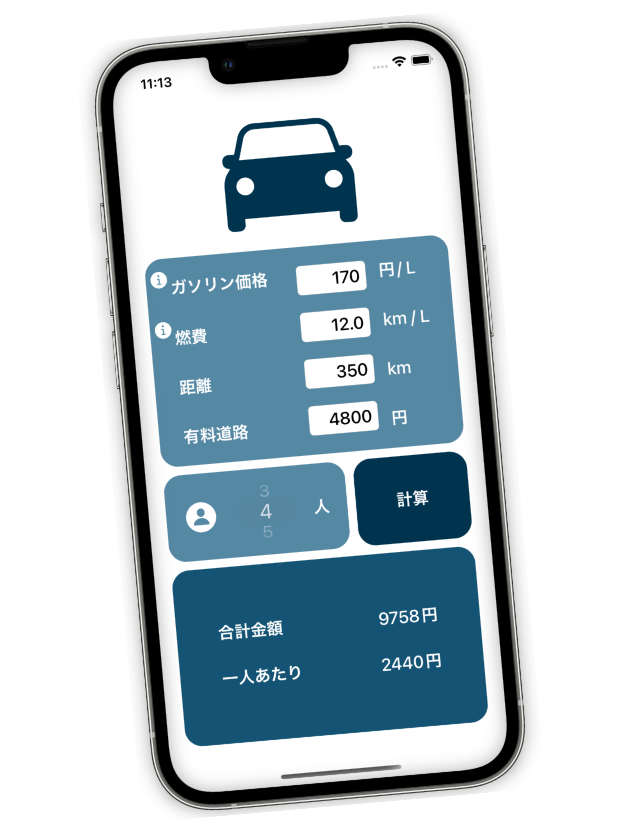 11:13
ガソリン価格 170 円/L
燃費 12.0 km/L
距離 350 km
有料道路 4800 円
3
4 人
5
計算
合計金額 9758円
一人あたり 2440円